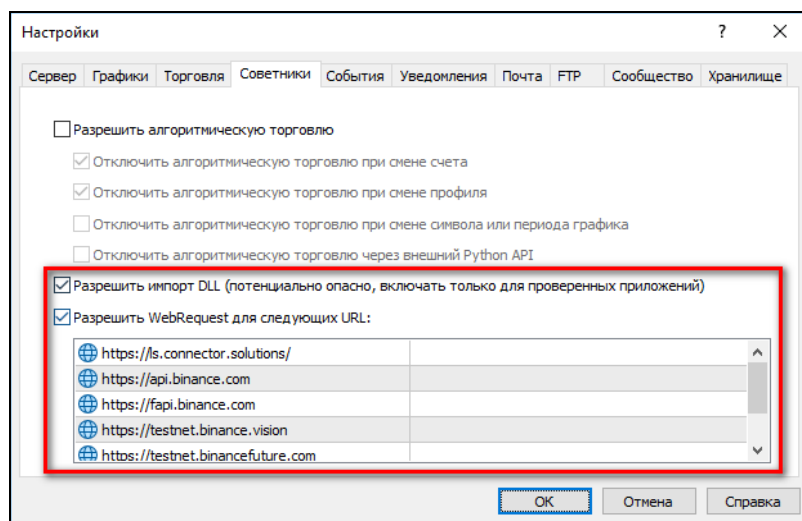 Настройки
Сервер Графики Торговля Советники События Уведомления Почта FTP Сообщество Хранилище
Разрешить алгоритмическую торговлю
Отключить алгоритмическую торговлю при смене счета
Отключить алгоритмическую торговлю при смене профиля
Отключить алгоритмическую торговлю при смене символа или периода графика
Отключить алгоритмическую торговлю через внешний Python API
Разрешить импорт DLL (потенциально опасно, включать только для проверенных приложений)
Разрешить WebRequest для следующих URL:
https://ls.connector.solutions/
https://api.binance.com
https://fapi.binance.com
https://testnet.binance.vision
https://testnet.binancefuture.com
ОК Отмена Справка